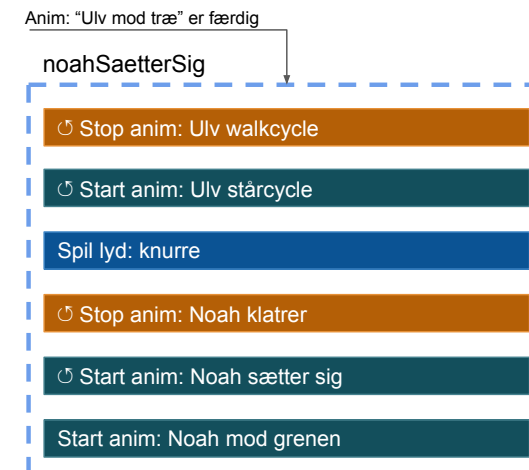 Anim: “Ulv mod træ” er færdig
noahSaetterSig
↺ Stop anim: Ulv walkcycle
↺ Start anim: Ulv stårcycle
Spil lyd: knurre
↺ Stop anim: Noah klatrer
↺ Start anim: Noah sætter sig
Start anim: Noah mod grenen